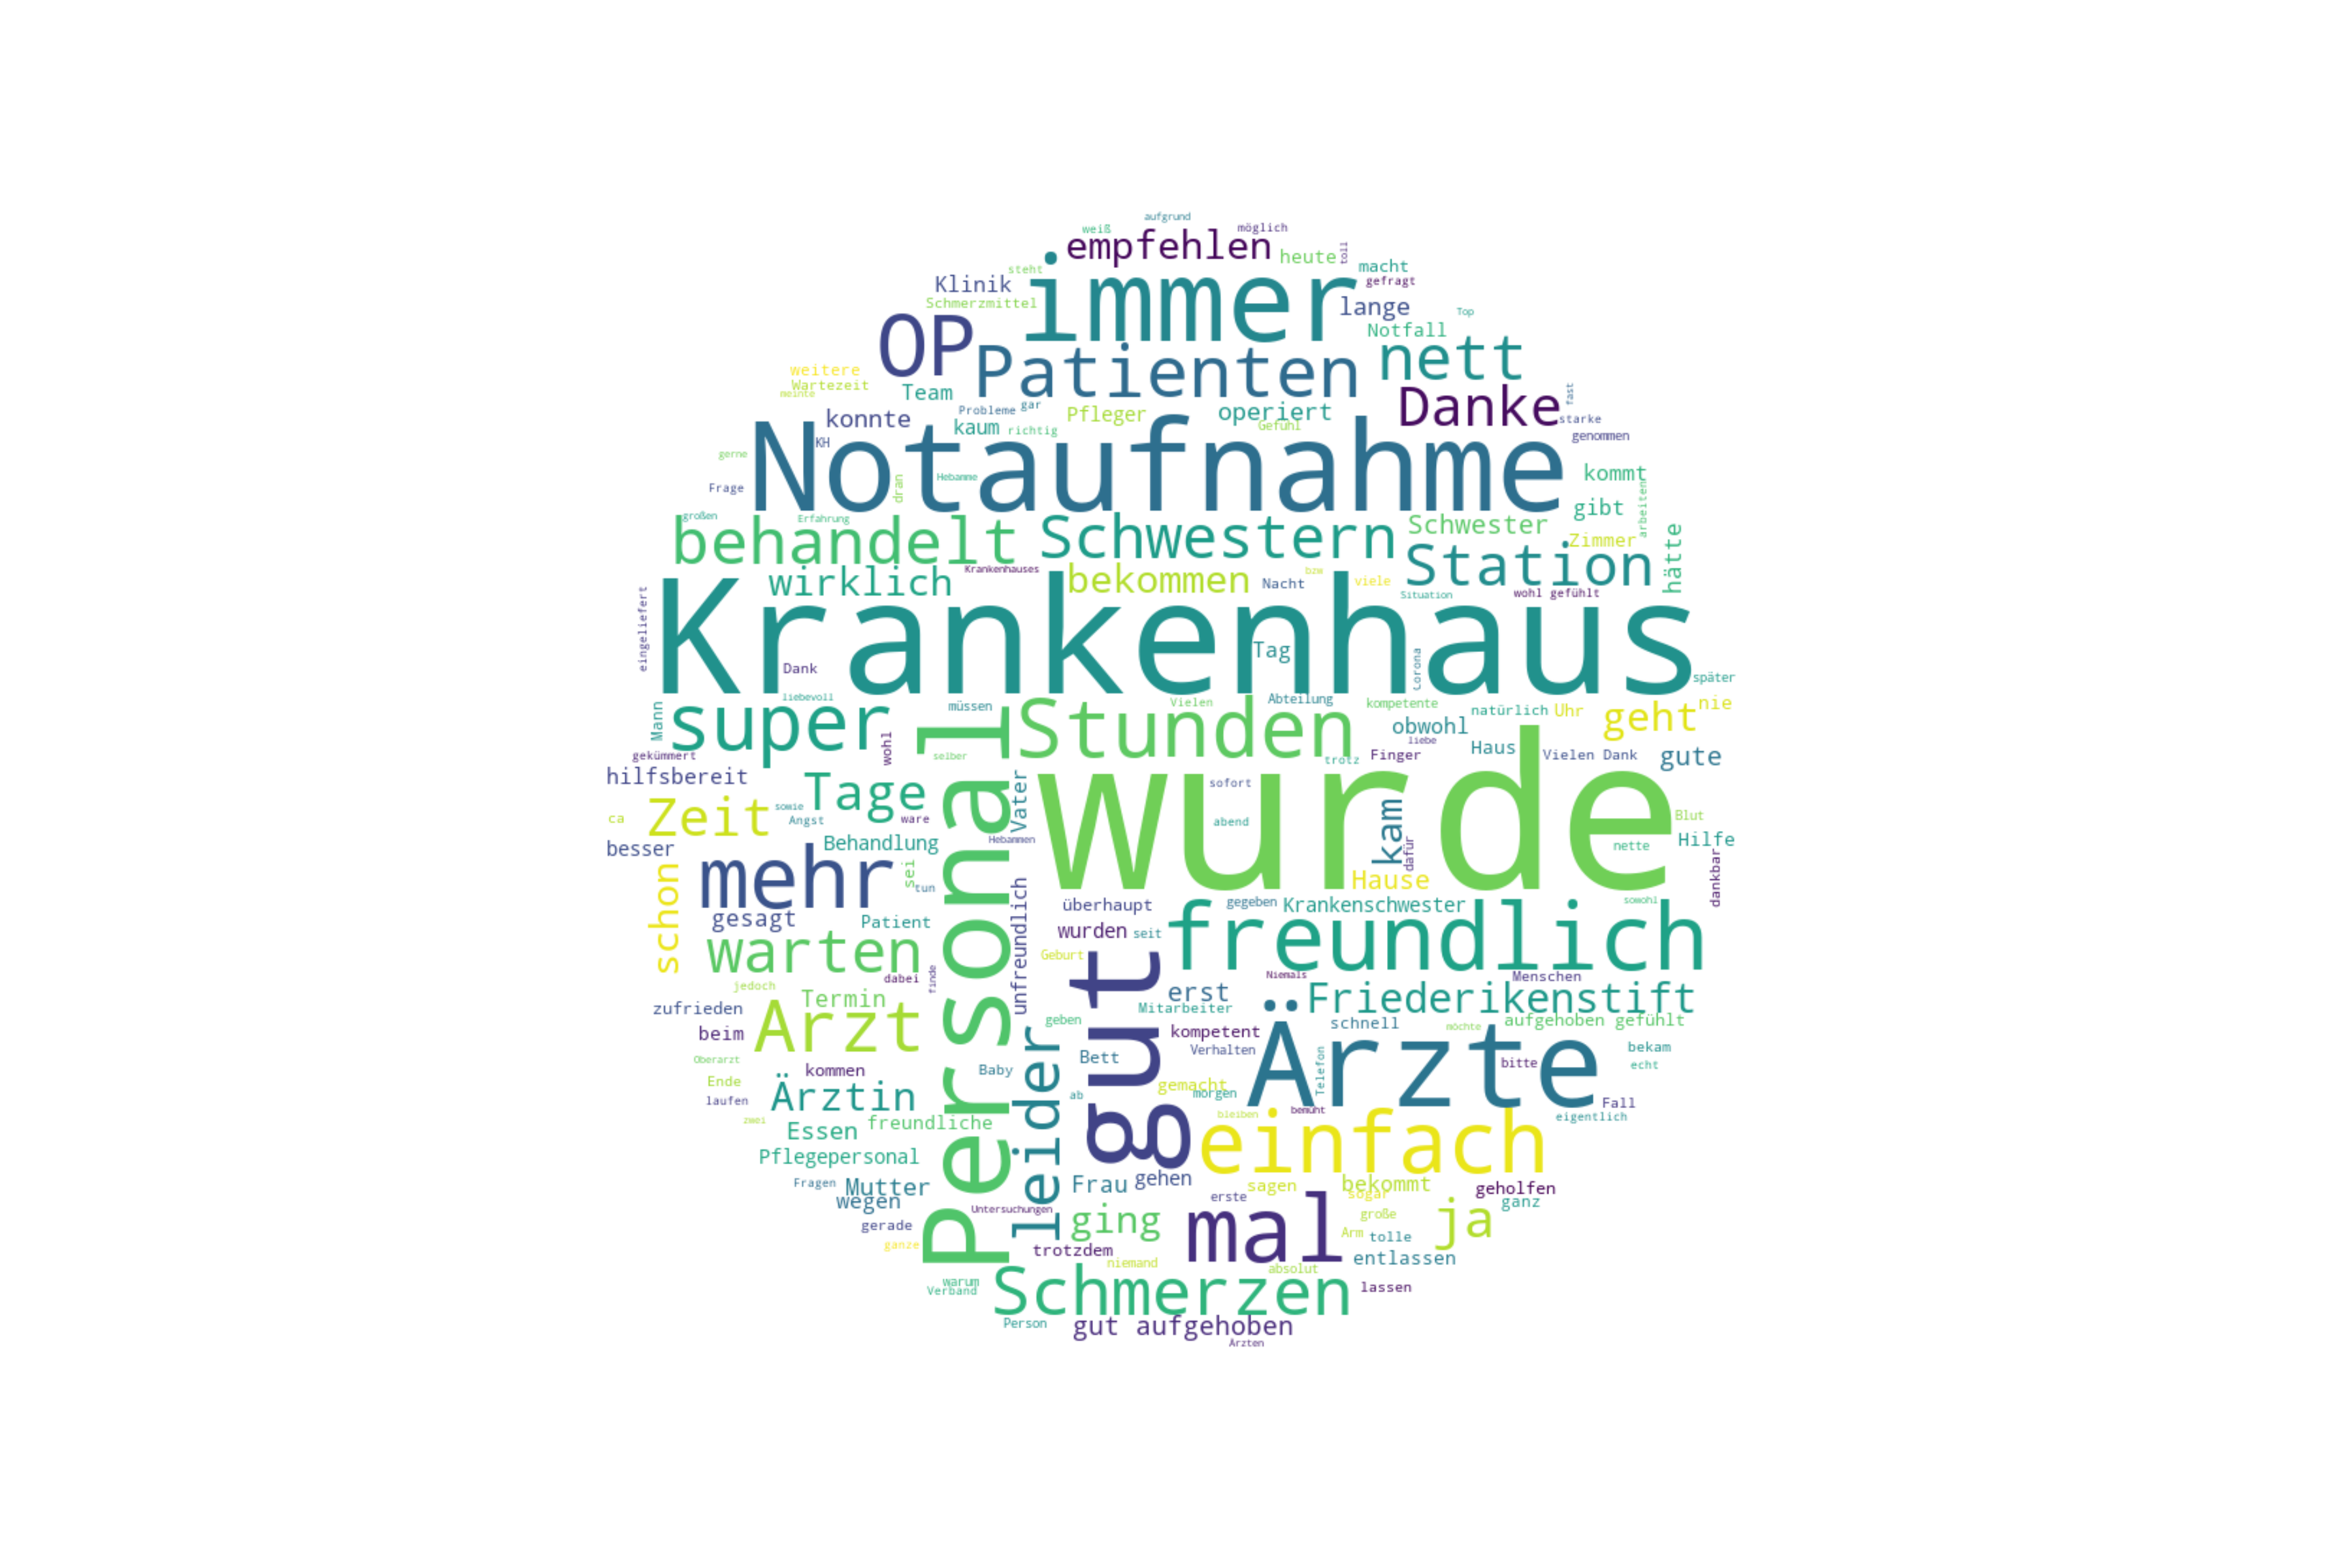 aufgrund
weiß
möglich
empfehlen
heute
toll
steht
immer
macht
Klinik
gefragt
Schmerzmittel
lange
Top
OP
Notfall
Patienten
nett
weitere
Wartezeit
meinte
Team
Danke
fast
Probleme
gar
Pfleger
operiert
konnte
starke
kaum
richtig
Gefühl
KH
genommen
Notaufnahme
gerne
Hebamme
kommt
Frage
dran
arbeiten
gibt
großen
Erfahrung
behandelt
Schwestern
Schwester
Zimmer
Station
hätte
Krankenhauses
wirklich
bekommen
Nacht
bzw
viele
Situation
wohl gefühlt
eingeliefert
Krankenhaus
Tag
Dank
Corona
später
liebevoll
müssen
Vielen
Abteilung
kompetente
natürlich
Uhr
nie
Mann
super
Stunden
geht
obwohl
wohl
liebe
Haus
Vielen Dank
gekümmert
selber
trotz
Finger
gute
hilfsbereit
Personal
wurde
sofort
Tage
Vater
Zeit
sowie
ca
Angst
ware
abend
kam
Blut
besser
Behandlung
Hebammen
dafür
nette
Hilfe
mehr
sei
tun
Hause
dankbar
schon
gesagt
Patient
unfreundlich
überhaupt
gegeben
Krankenschwester
sowohl
warten
wurden
seit
freundlich
Geburt
gut
dabei
finde
Niemals
Menschen
jedoch
Termin
erst
Friederikenstift
zufrieden
Mitarbeiter
Arzt
geben
kompetent
schnell
möchte
aufgehoben gefühlt
beim
Verhalten
Ärzte
bekam
Oberarzt
Bett
Telefon
bitte
echt
kommen
Baby
leider
Ende
gemacht
morgen
Ärztin
ab
laufen
Fall
zwei
freundliche
bleiben
bemüht
eigentlich
Essen
einfach
Pflegepersonal
Fragen
Mutter
Frau
gehen
sagen
bekommt
sogar
geholfen
wegen
erste
ganz
Untersuchungen
gerade
ging
mal
große
ja
ganze
trotzdem
Arm
tolle
niemand
absolut
entlassen
warum
Verband
Schmerzen
lassen
Person
gut aufgehoben
Ärzten